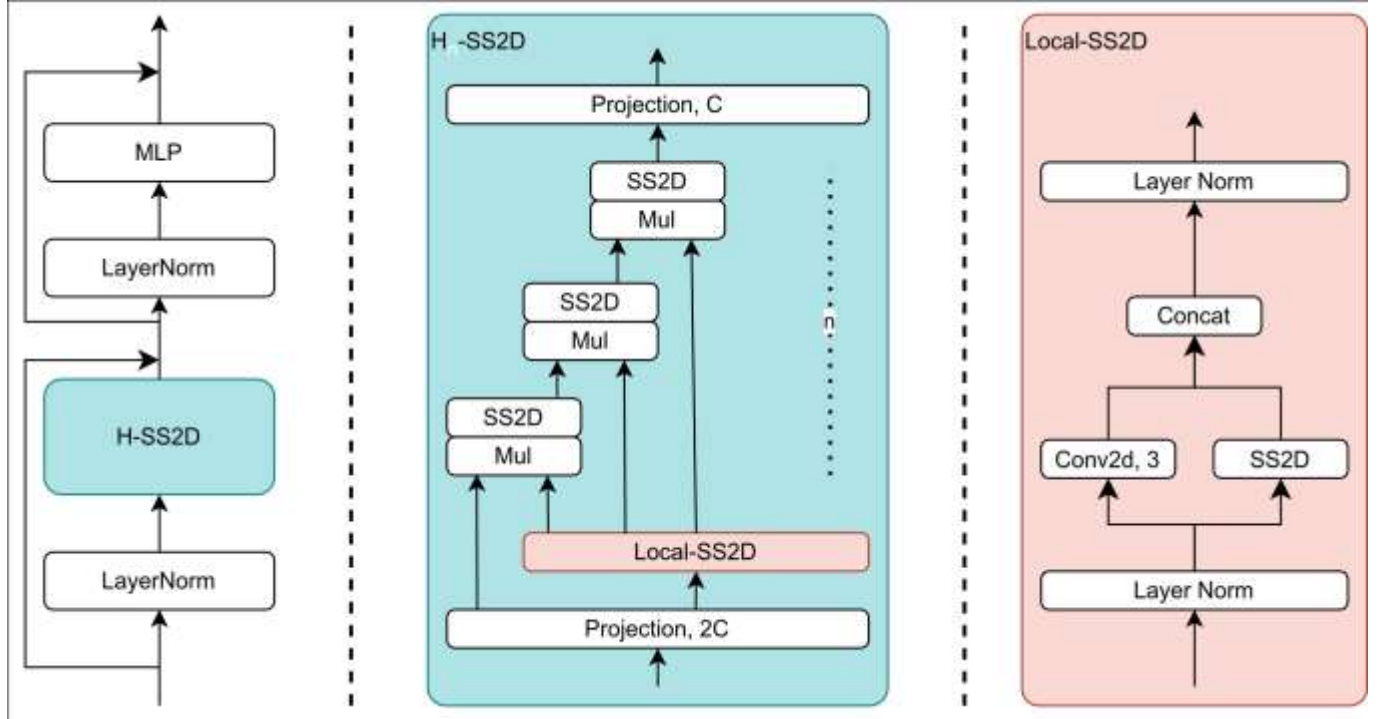 MLP
LayerNorm
H-SS2D
LayerNorm
H -SS2D
Projection, C
SS2D
Mul
SS2D
Mul
SS2D
Mul
n
Local-SS2D
Projection, 2C
Local-SS2D
Layer Norm
Concat
Conv2d, 3
SS2D
Layer Norm